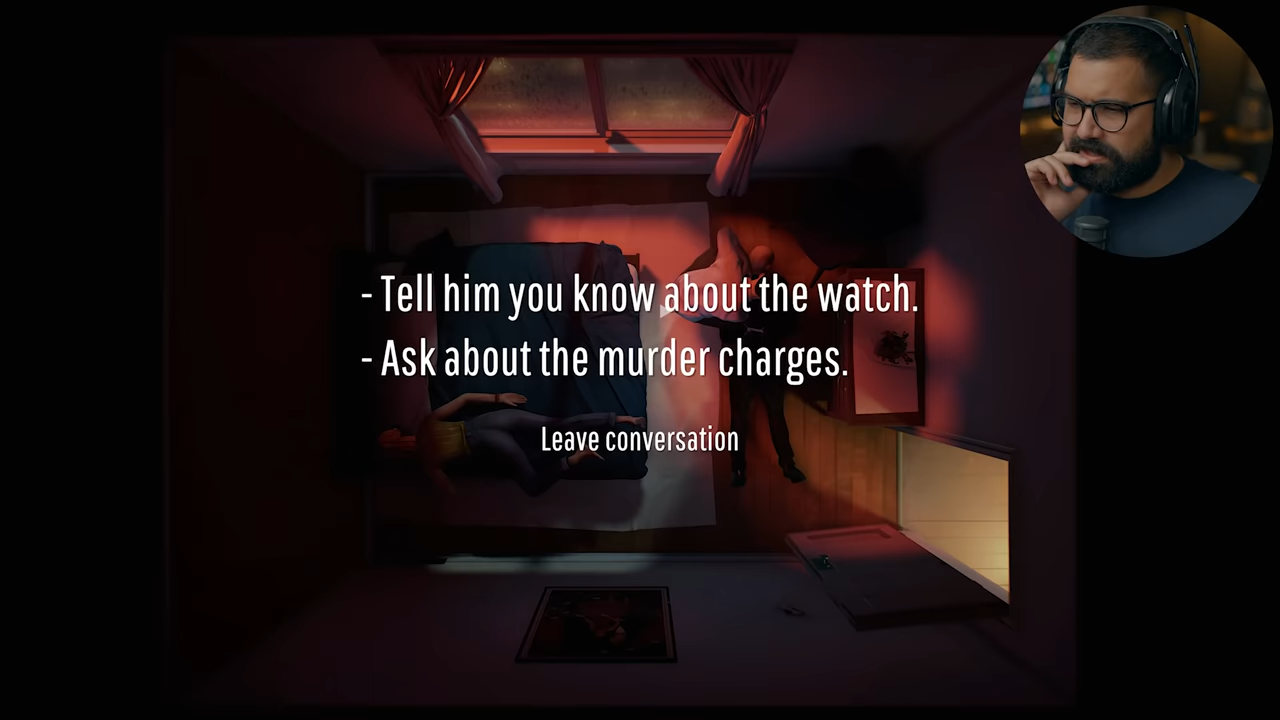 - Tell him you know about the watch.
- Ask about the murder charges.
Leave conversation